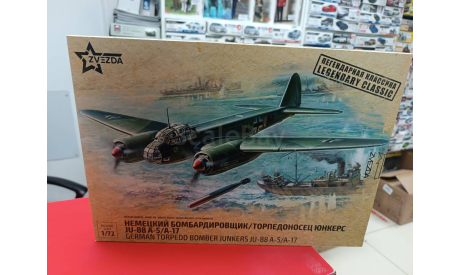 ZVEZDA
ЛЕГЕНДАРНАЯ КЛАССИКА
LEGENDARY CLASSIC
НЕМЕЦКИЙ БОМБАРДИРОВЩИК/ТОРПЕДОНОСЕЦ ЮНКЕРС
JU-88 A-5/A-17
GERMAN TORPEDO BOMBER JUNKERS JU-88 A-5/A-17
1/72